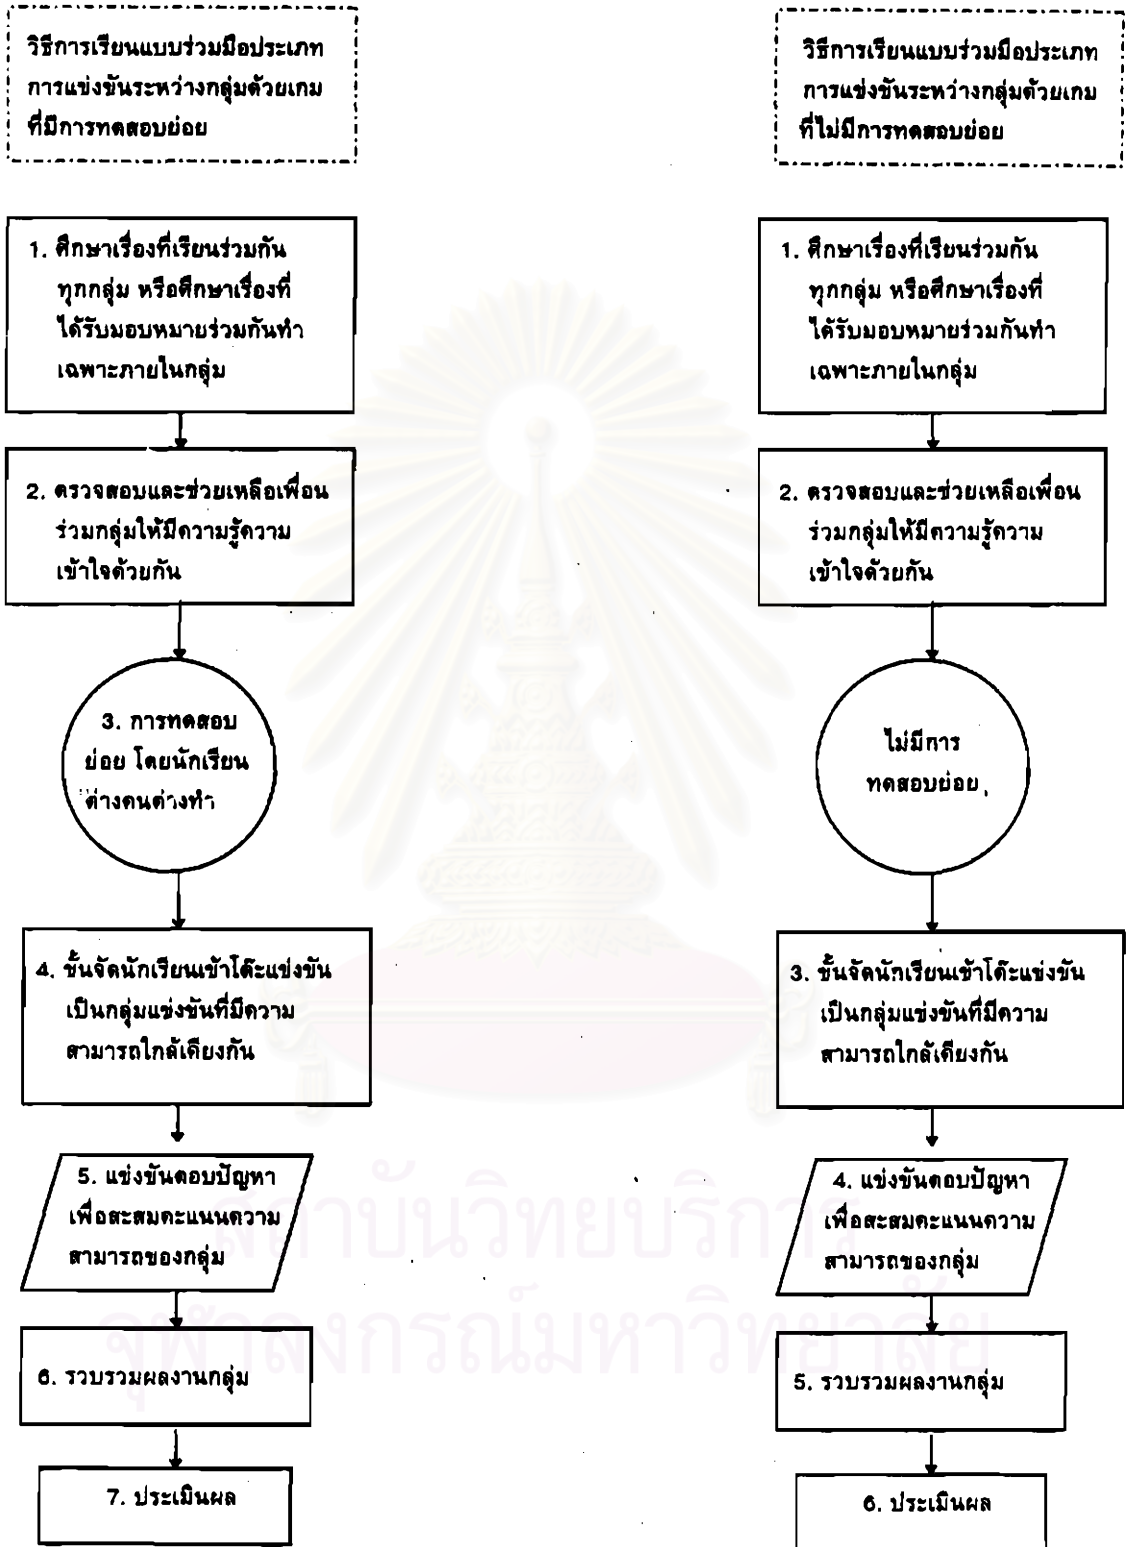 วิธีการเรียนแบบร่วมมือประเภท
การแข่งขันระหว่างกลุ่มด้วยเกม
ที่มีการทดสอบย่อย
1. ศึกษาเรื่องที่เรียนร่วมกัน
ทุกกลุ่ม หรือศึกษาเรื่องที่
ได้รับมอบหมายร่วมกันทำ
เฉพาะภายในกลุ่ม
2. ตรวจสอบและช่วยเหลือเพื่อน
ร่วมกลุ่มให้มีความรู้ความ
เข้าใจด้วยกัน
3. การทดสอบ
ย่อย โดยนักเรียน
ต่างคนต่างทำ
4. ขั้นจัดนักเรียนเข้าโต๊ะแข่งขัน
เป็นกลุ่มแข่งขันที่มีความ
สามารถใกล้เคียงกัน
5. แข่งขันตอบปัญหา
เพื่อสะสมคะแนนความ
สามารถของกลุ่ม
6. รวบรวมผลงานกลุ่ม
7. ประเมินผล
วิธีการเรียนแบบร่วมมือประเภท
การแข่งขันระหว่างกลุ่มด้วยเกม
ที่ไม่มีการทดสอบย่อย
1. ศึกษาเรื่องที่เรียนร่วมกัน
ทุกกลุ่ม หรือศึกษาเรื่องที่
ได้รับมอบหมายร่วมกันทำ
เฉพาะภายในกลุ่ม
2. ตรวจสอบและช่วยเหลือเพื่อน
ร่วมกลุ่มให้มีความรู้ความ
เข้าใจด้วยกัน
ไม่มีการ
ทดสอบย่อย
3. ขั้นจัดนักเรียนเข้าโต๊ะแข่งขัน
เป็นกลุ่มแข่งขันที่มีความ
สามารถใกล้เคียงกัน
4. แข่งขันตอบปัญหา
เพื่อสะสมคะแนนความ
สามารถของกลุ่ม
5. รวบรวมผลงานกลุ่ม
6. ประเมินผล
สถาบันวิทยบริการ
จุฬาลงกรณ์มหาวิทยาลัย